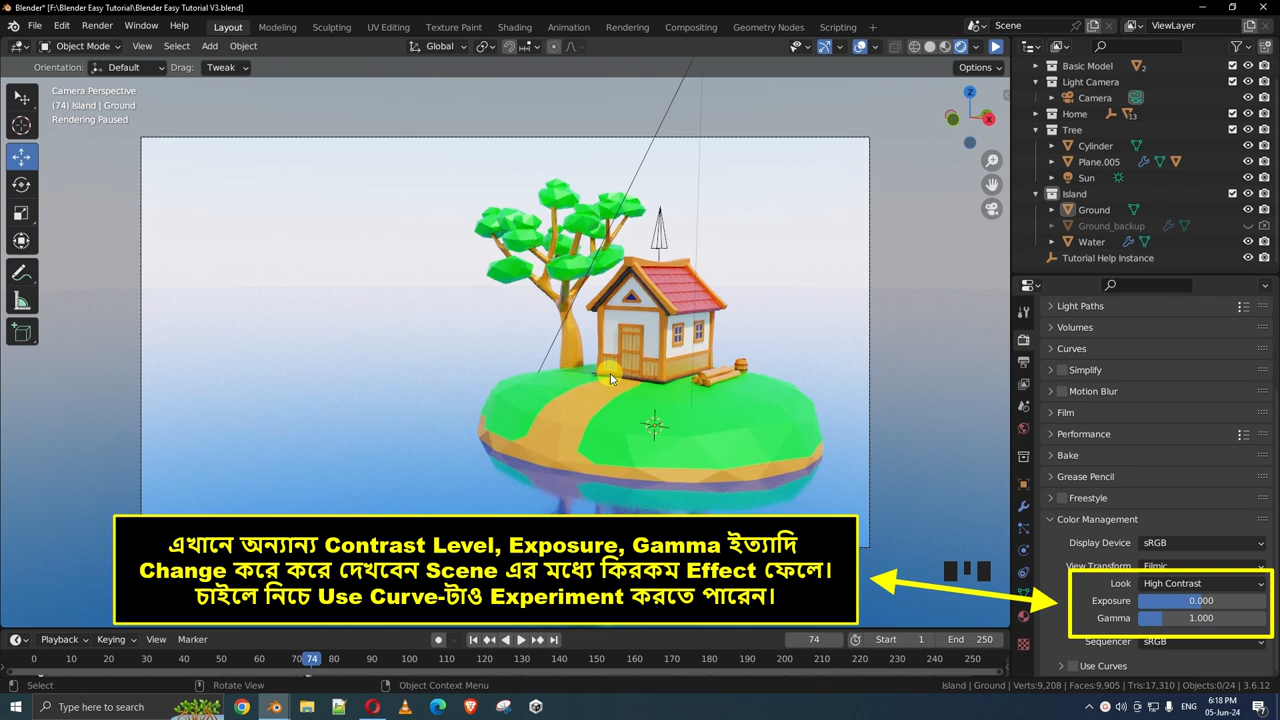 Blender* [F:\Blender Easy Tutorial\Blender Easy Tutorial V3.blend]
File Edit Render Window Help Layout Modeling Sculpting UV Editing Texture Paint Shading Animation Rendering Compositing Geometry Nodes Scripting Scene ViewLayer
Object Mode View Select Add Object Global
Orientation: Default Drag: Tweak Options
Camera Perspective
(74) Island | Ground
Rendering Paused
Z
X
Basic Model 2
Light Camera
Camera
Home 13
Tree
Cylinder
Plane.005
Sun
Island
Ground
Ground_backup
Water
Tutorial Help Instance
Light Paths
Volumes
Curves
Simplify
Motion Blur
Film
Performance
Bake
Grease Pencil
Freestyle
Color Management
Display Device sRGB
View Transform Filmic
Look High Contrast
Exposure 0.000
Gamma 1.000
Sequencer sRGB
Use Curves
এখানে অন্যান্য Contrast Level, Exposure, Gamma ইত্যাদি
Change করে করে দেখবেন Scene এর মধ্যে কিরকম Effect ফেলে।
চাইলে নিচে Use Curve-টাও Experiment করতে পারেন।
Playback Keying View Marker 74 Start 1 End 250
0 10 20 30 40 50 60 70 74 80 90 100 110 120 130 140 150 160 170 180 190 200 210 220 230 240 250
Select Rotate View Object Context Menu Island | Ground | Verts:9,208 | Faces:9,905 | Tris:17,310 | Objects:0/24 | 3.6.12
Type here to search
6:18 PM
05-Jun-24